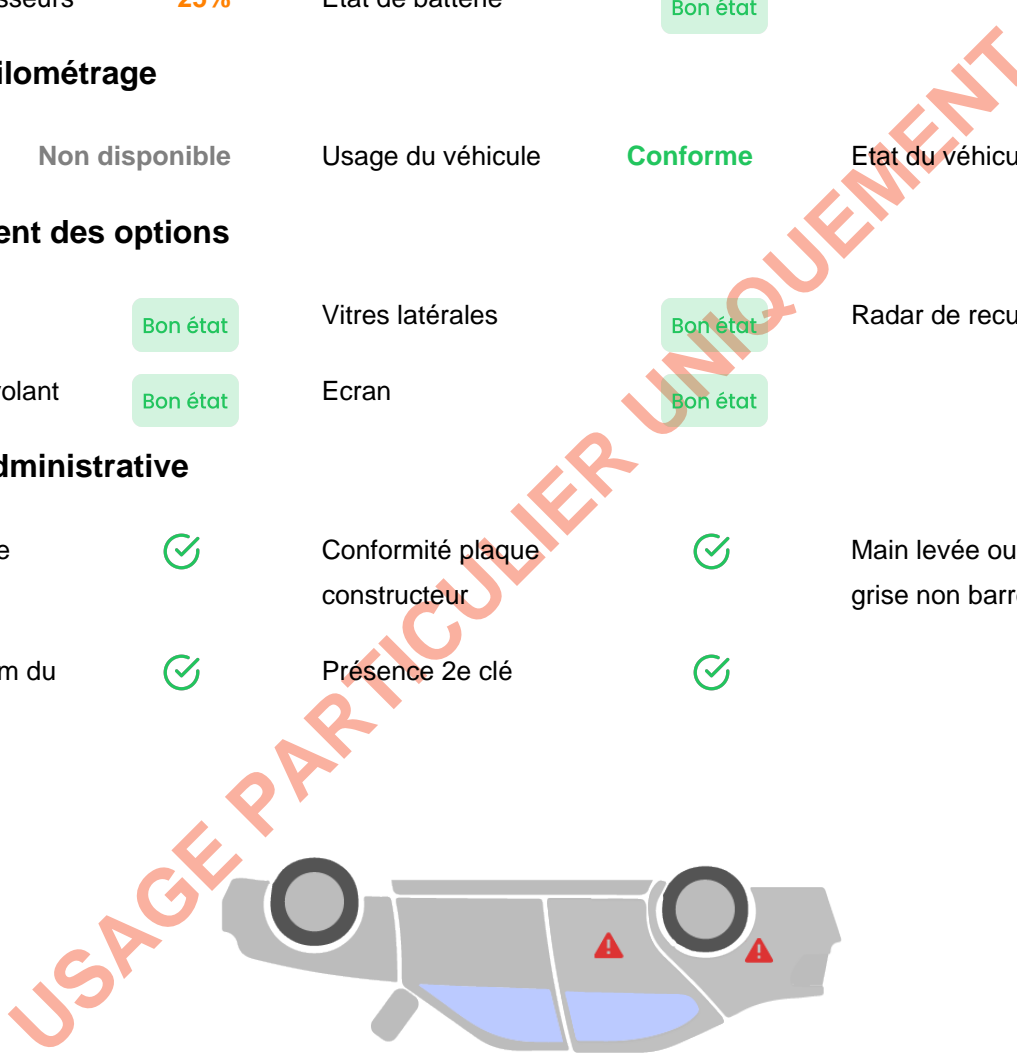 sseurs 25% Etat de batterie Bon état
ilométrage
Non disponible Usage du véhicule Conforme Etat du véhicu
ent des options
Bon état Vitres latérales Bon état Radar de recu
olant Bon état Ecran Bon état
dministrative
e Conformité plaque Main levée ou
constructeur grise non barr
m du Présence 2e clé
USAGE PARTICULIER UNIQUEMENT